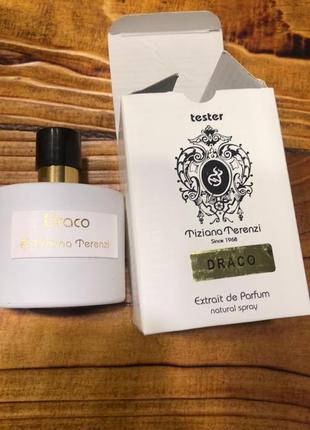 Draco
Tiziana Terenzi
tester
Tiziana Terenzi
Since 1968
DRACO
Extrait de Parfum
natural spray